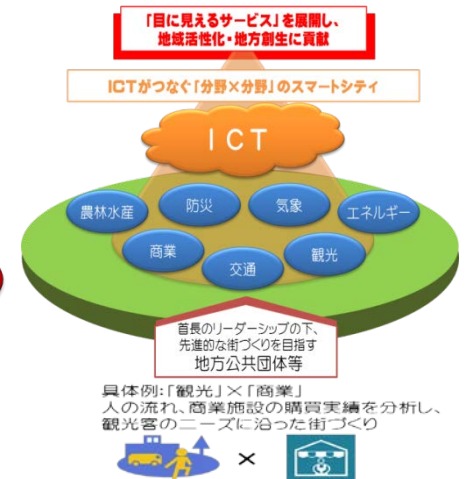 「目に見えるサービス」を展開し、
地域活性化・地方創生に貢献
ICTがつなぐ「分野×分野」のスマートシティ
ICT
農林水産
防災
気象
エネルギー
商業
交通
観光
首長のリーダーシップの下、
先進的な街づくりを目指す
地方公共団体等
具体例:「観光」×「商業」
人の流れ、商業施設の購買実績を分析し、
観光客のニーズに沿った街づくり
×